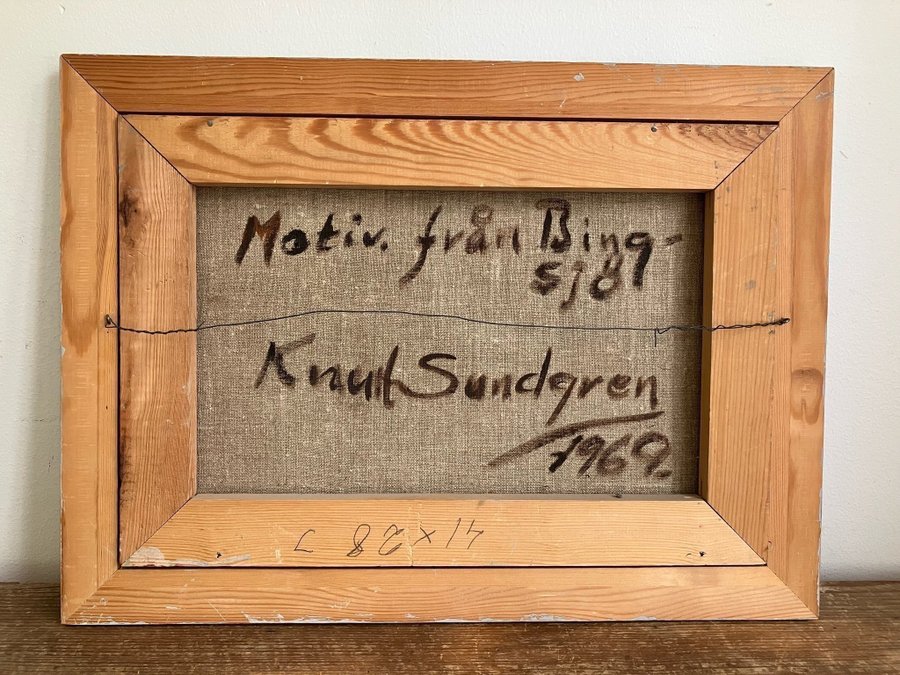 Motiv. från Bing-
sjö
Knut Sundgren
1969